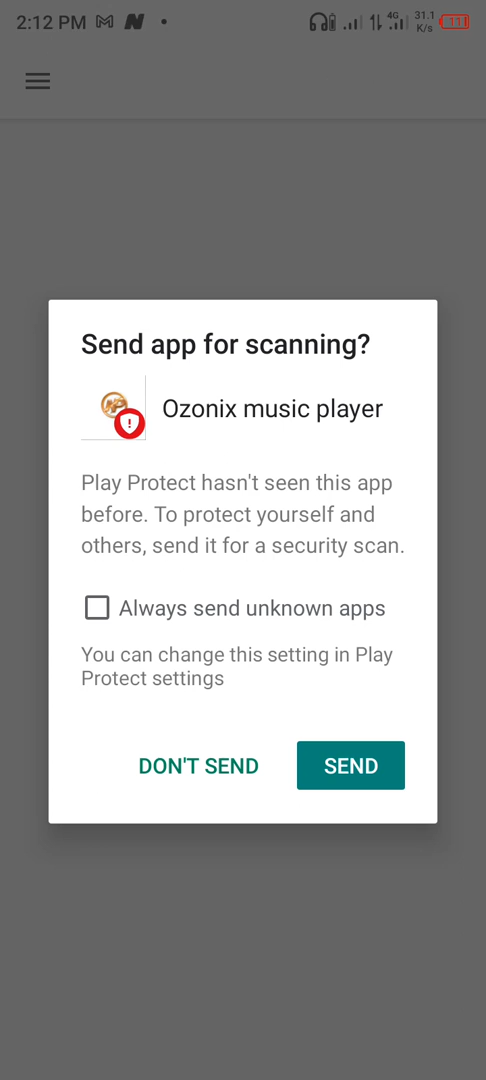 2:12 PM
4G
31.1
K/s
11
Send app for scanning?
Ozonix music player
Play Protect hasn't seen this app
before. To protect yourself and
others, send it for a security scan.
Always send unknown apps
You can change this setting in Play
Protect settings
DON'T SEND
SEND